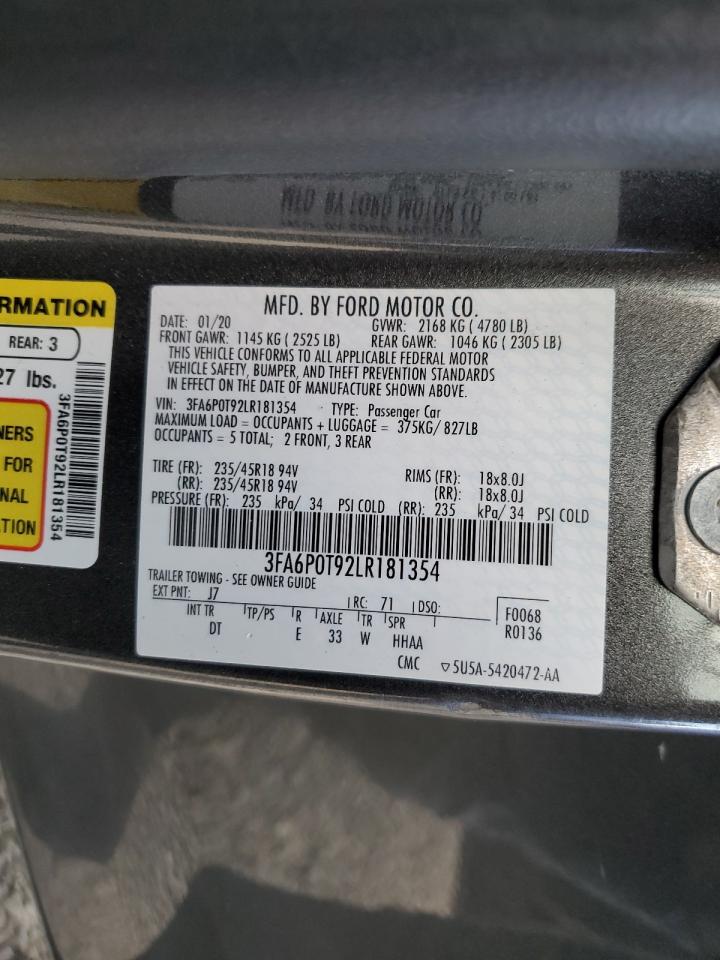 MFD. BY FORD MOTOR CO.
DATE: 01/20 GVWR: 2168 KG ( 4780 LB)
FRONT GAWR: 1145 KG ( 2525 LB) REAR GAWR: 1046 KG ( 2305 LB)
THIS VEHICLE CONFORMS TO ALL APPLICABLE FEDERAL MOTOR
VEHICLE SAFETY, BUMPER, AND THEFT PREVENTION STANDARDS
IN EFFECT ON THE DATE OF MANUFACTURE SHOWN ABOVE.
VIN: 3FA6P0T92LR181354 TYPE: Passenger Car
MAXIMUM LOAD = OCCUPANTS + LUGGAGE = 375KG/ 827LB
OCCUPANTS = 5 TOTAL; 2 FRONT, 3 REAR
TIRE (FR): 235/45R18 94V RIMS (FR): 18x8.0J
(RR): 235/45R18 94V (RR): 18x8.0J
PRESSURE (FR): 235 kPa/ 34 PSI COLD (RR): 235 kPa/ 34 PSI COLD
3FA6P0T92LR181354
TRAILER TOWING - SEE OWNER GUIDE
EXT PNT: J7 RC: 71 DSO:
F0068
R0136
INT TR TP/PS R AXLE TR SPR
DT E 33 W HHAA
CMC ▽5U5A-5420472-AA
RMATION
REAR: 3
27 lbs.
NERS
FOR
NAL
ATION
3FA6P0T92LR181354